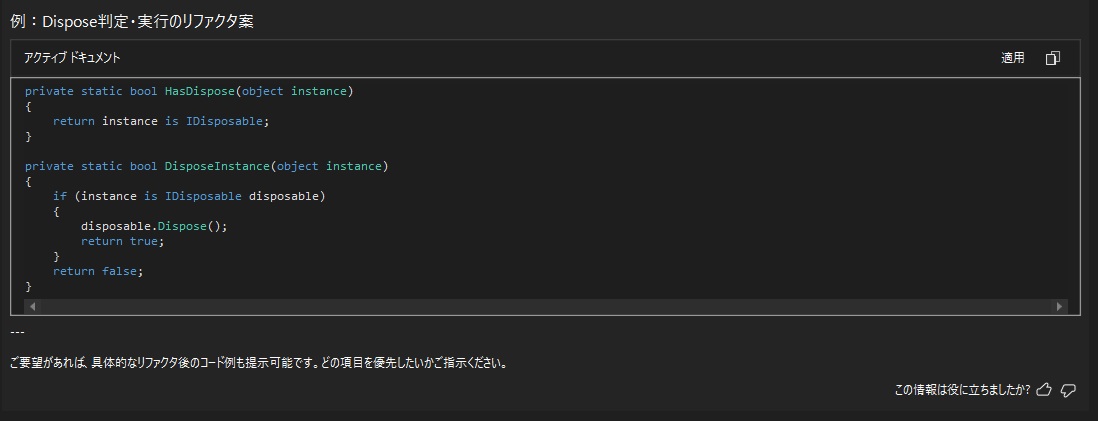 例：Dispose判定・実行のリファクタ案
アクティブ ドキュメント 適用
private static bool HasDispose(object instance)
{
    return instance is IDisposable;
}

private static bool DisposeInstance(object instance)
{
    if (instance is IDisposable disposable)
    {
        disposable.Dispose();
        return true;
    }
    return false;
}
---
ご要望があれば、具体的なリファクタ後のコード例も提示可能です。どの項目を優先したいかご指示ください。
この情報は役に立ちましたか?